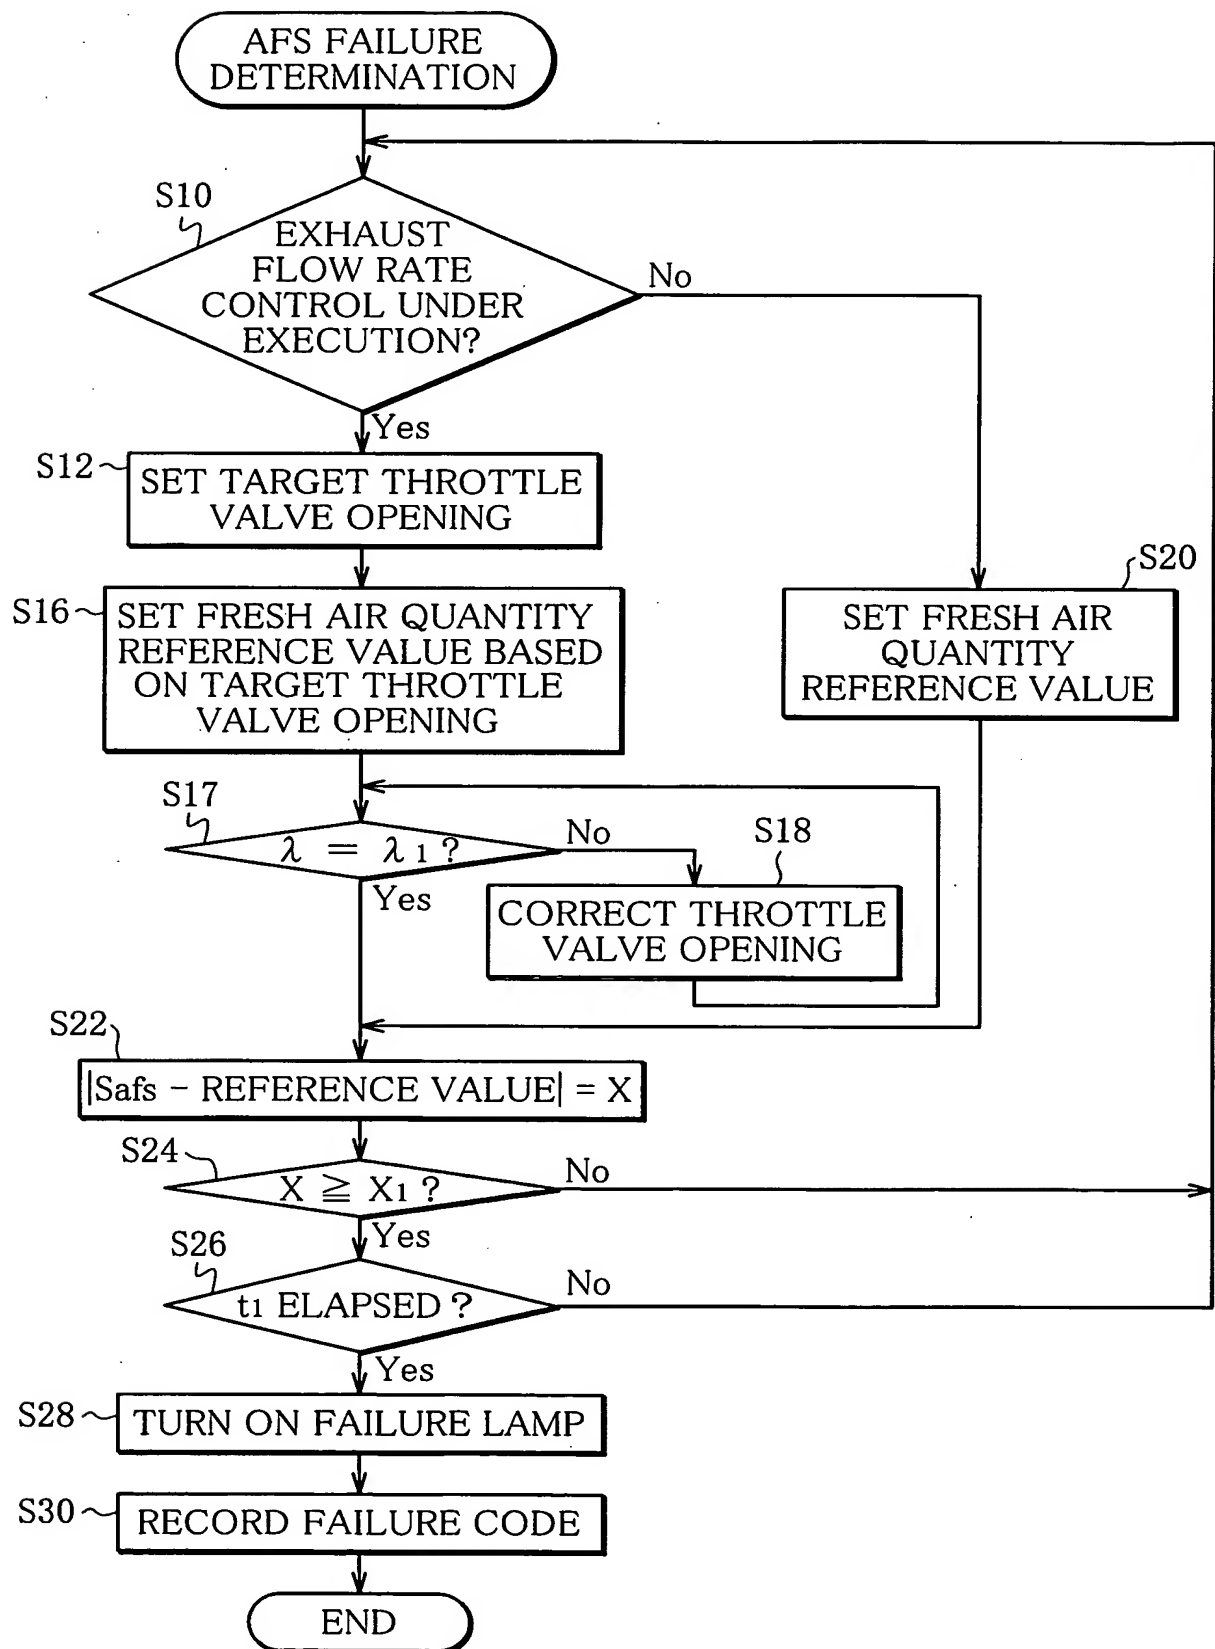 AFS FAILURE
DETERMINATION
S10
EXHAUST
FLOW RATE
CONTROL UNDER
EXECUTION?
No
Yes
S12
SET TARGET THROTTLE
VALVE OPENING
S16
SET FRESH AIR QUANTITY
REFERENCE VALUE BASED
ON TARGET THROTTLE
VALVE OPENING
S20
SET FRESH AIR
QUANTITY
REFERENCE VALUE
S17
λ = λ1?
No
Yes
S18
CORRECT THROTTLE
VALVE OPENING
S22
|Safs - REFERENCE VALUE| = X
S24
X ≧ X1?
No
Yes
S26
t1 ELAPSED?
No
Yes
S28
TURN ON FAILURE LAMP
S30
RECORD FAILURE CODE
END